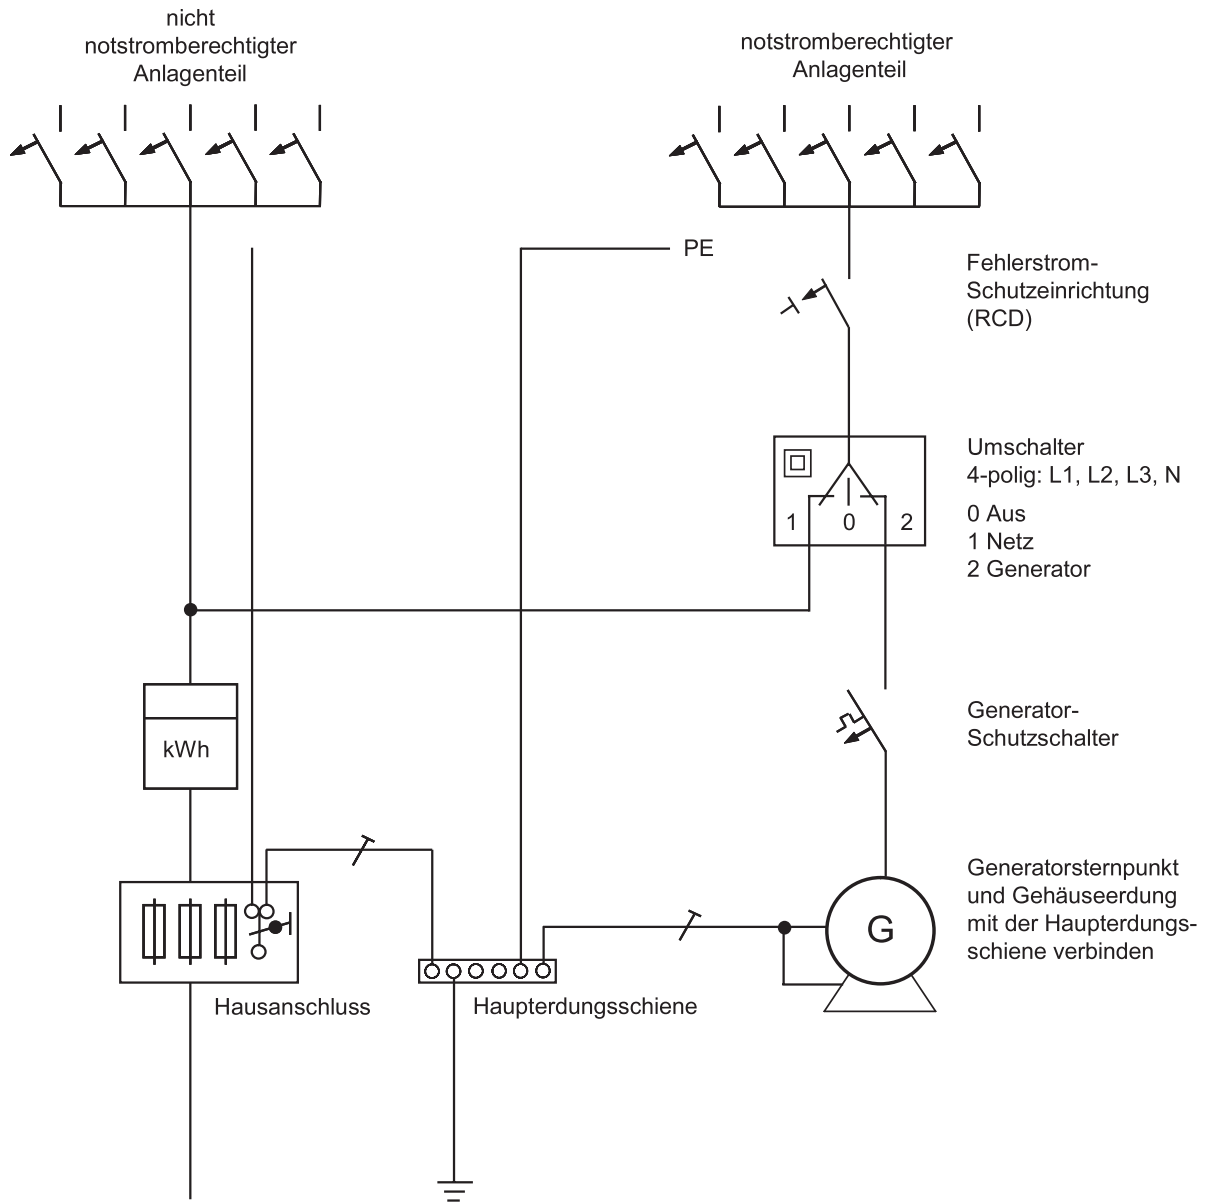 nicht
notstromberechtigter
Anlagenteil
notstromberechtigter
Anlagenteil
PE
Fehlerstrom-
Schutzeinrichtung
(RCD)
Umschalter
4-polig: L1, L2, L3, N
0 Aus
1 Netz
2 Generator
1 0 2
kWh
Generator-
Schutzschalter
Generatorsternpunkt
und Gehäuseerdung
mit der Haupterdungs-
schiene verbinden
G
Hausanschluss
Haupterdungsschiene